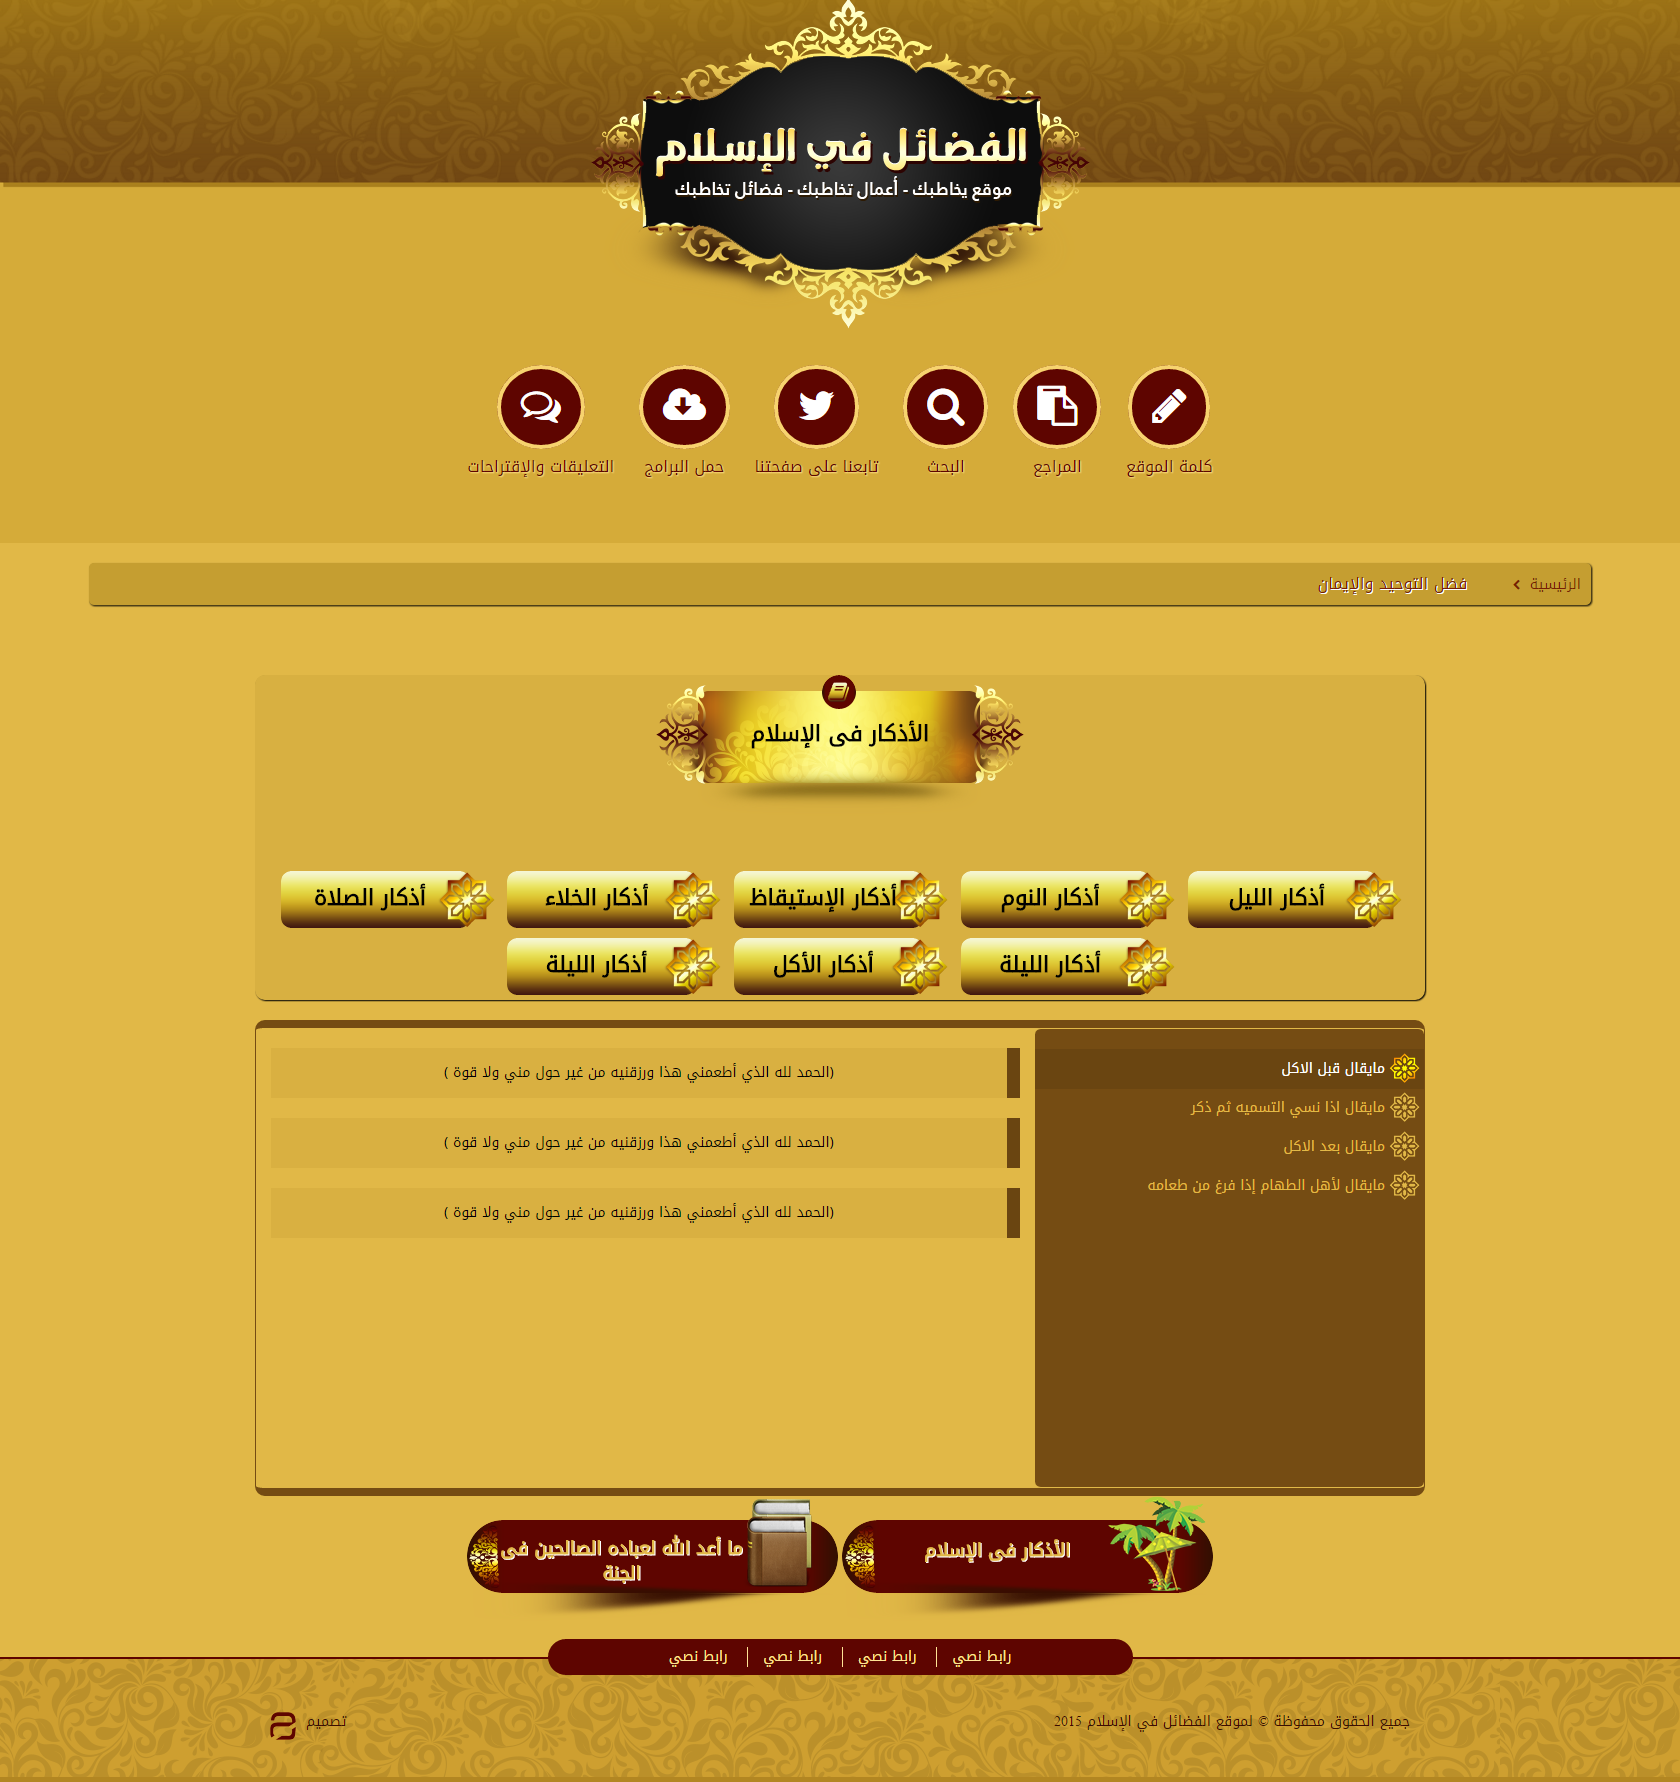 الفضائل في الإسلام
موقع يخاطبك - أعمال تخاطبك - فضائل تخاطبك
كلمة الموقع
المراجع
البحث
تابعنا على صفحتنا
حمل البرامج
التعليقات والإقتراحات
الرئيسية
فضل التوحيد والإيمان
الأذكار فى الإسلام
أذكار الليل
أذكار النوم
أذكار الإستيقاظ
أذكار الخلاء
أذكار الصلاة
أذكار الليلة
أذكار الأكل
أذكار الليلة
مايقال قبل الاكل
مايقال اذا نسي التسميه ثم ذكر
مايقال بعد الاكل
مايقال لأهل الطهام إذا فرغ من طعامه
(الحمد لله الذي أطعمني هذا ورزقنيه من غير حول مني ولا قوة )
(الحمد لله الذي أطعمني هذا ورزقنيه من غير حول مني ولا قوة )
(الحمد لله الذي أطعمني هذا ورزقنيه من غير حول مني ولا قوة )
الأذكار فى الإسلام
ما أعد الله لعباده الصالحين فى
الجنة
رابط نصي
رابط نصي
رابط نصي
رابط نصي
جميع الحقوق محفوظة © لموقع الفضائل في الإسلام 2015
تصميم